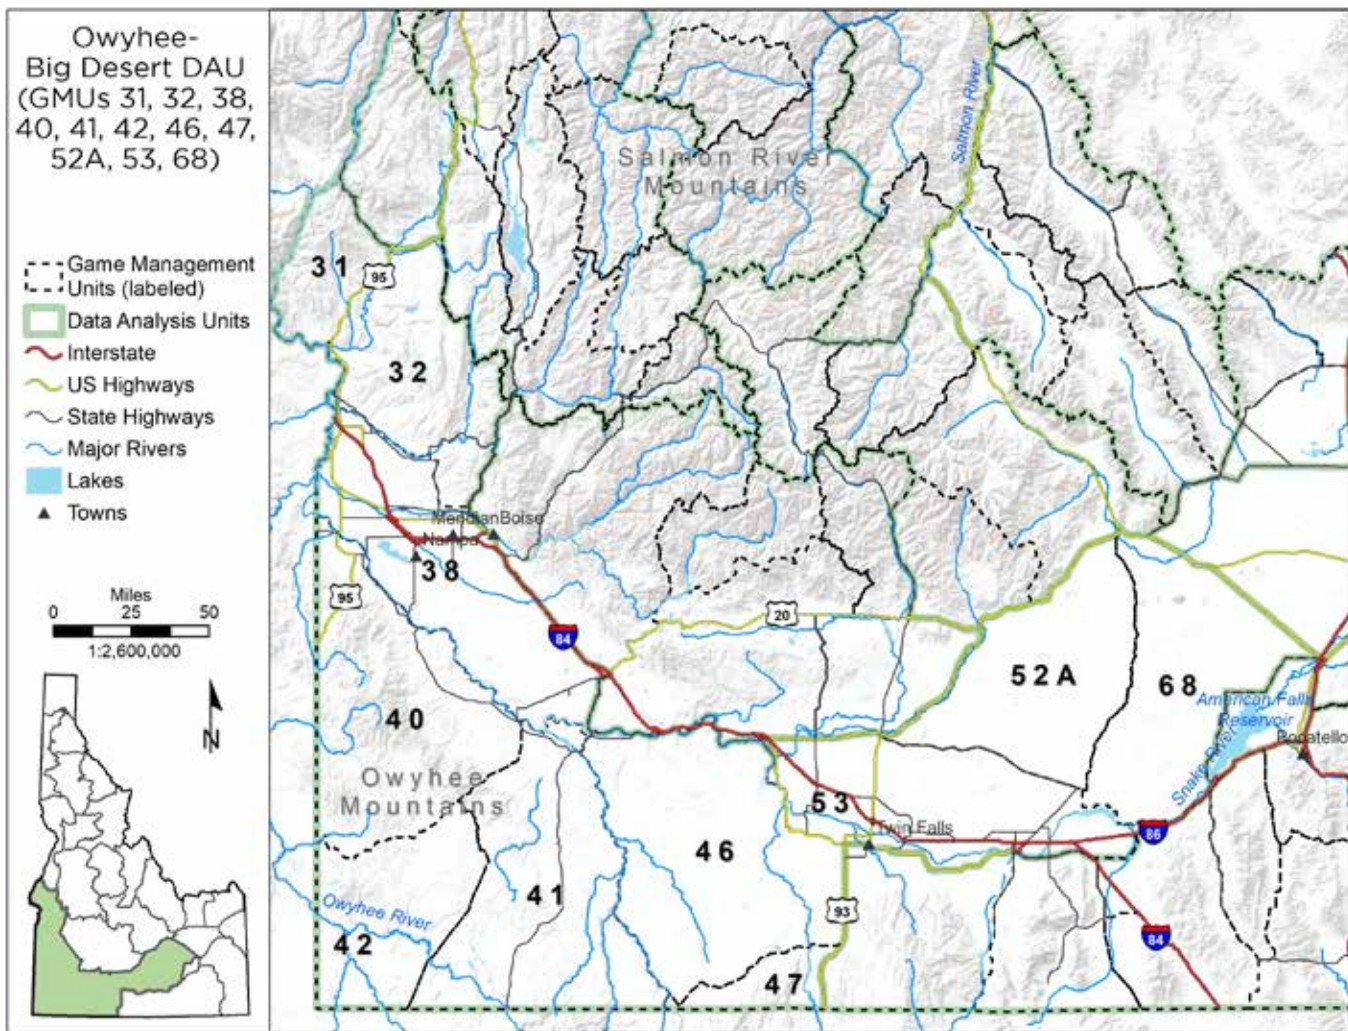 Owyhee-
Big Desert DAU
(GMUs 31, 32, 38,
40, 41, 42, 46, 47,
52A, 53, 68)
Game Management
Units (labeled)
Data Analysis Units
Interstate
US Highways
State Highways
Major Rivers
Lakes
Towns
Miles
0 25 50
1:2,600,000
N
Salmon River
Salmon River
Mountains
31
95
32
Meridian Boise
Nampa
38
95
84
20
52A
68
40
American Falls
Reservoir
Pocatello
Snake River
Owyhee
Mountains
53
Twin Falls
86
46
41
Owyhee River
93
84
42
47